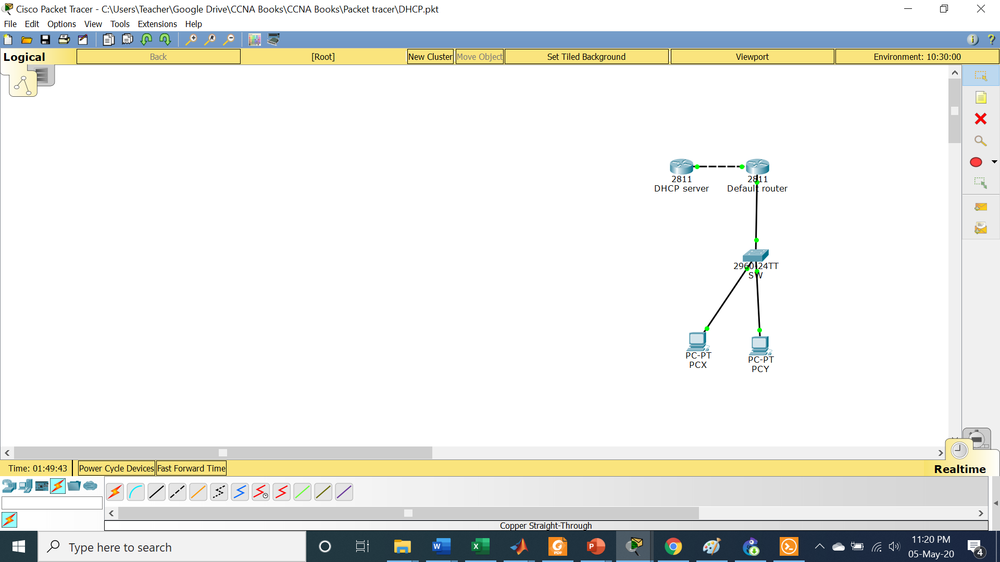 Cisco Packet Tracer - C:\Users\Teacher\Google Drive\CCNA Books\CCNA Books\Packet tracer\DHCP.pkt
File Edit Options View Tools Extensions Help
Logical Back [Root] New Cluster Move Object Set Tiled Background Viewport Environment: 10:30:00
2811
DHCP server
2811
Default router
2960-24TT
SW
PC-PT
PCX
PC-PT
PCY
Time: 01:49:43 Power Cycle Devices Fast Forward Time
Realtime
Copper Straight-Through
Type here to search
11:20 PM
05-May-20
4